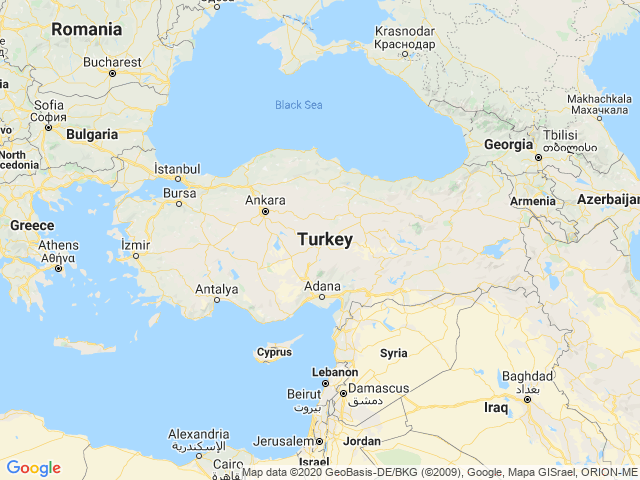 Одеса
Romania
Krasnodar
Краснодар
Bucharest
Black Sea
Makhachkala
Махачкала
Sofia
София
Bulgaria
Tbilisi
თბილისი
Georgia
North
cedonia
İstanbul
Bursa
Ankara
Armenia
Azerbaijan
Greece
Athens
Αθήνα
İzmir
Turkey
Antalya
Adana
Cyprus
Syria
Lebanon
Beirut
بيروت
Damascus
دمشق
Baghdad
بغداد
Iraq
Alexandria
الإسكندرية
Jerusalem
Jordan
Israel
Cairo
القاهرة
Google
Map data ©2020 GeoBasis-DE/BKG (©2009), Google, Mapa GISrael, ORION-ME